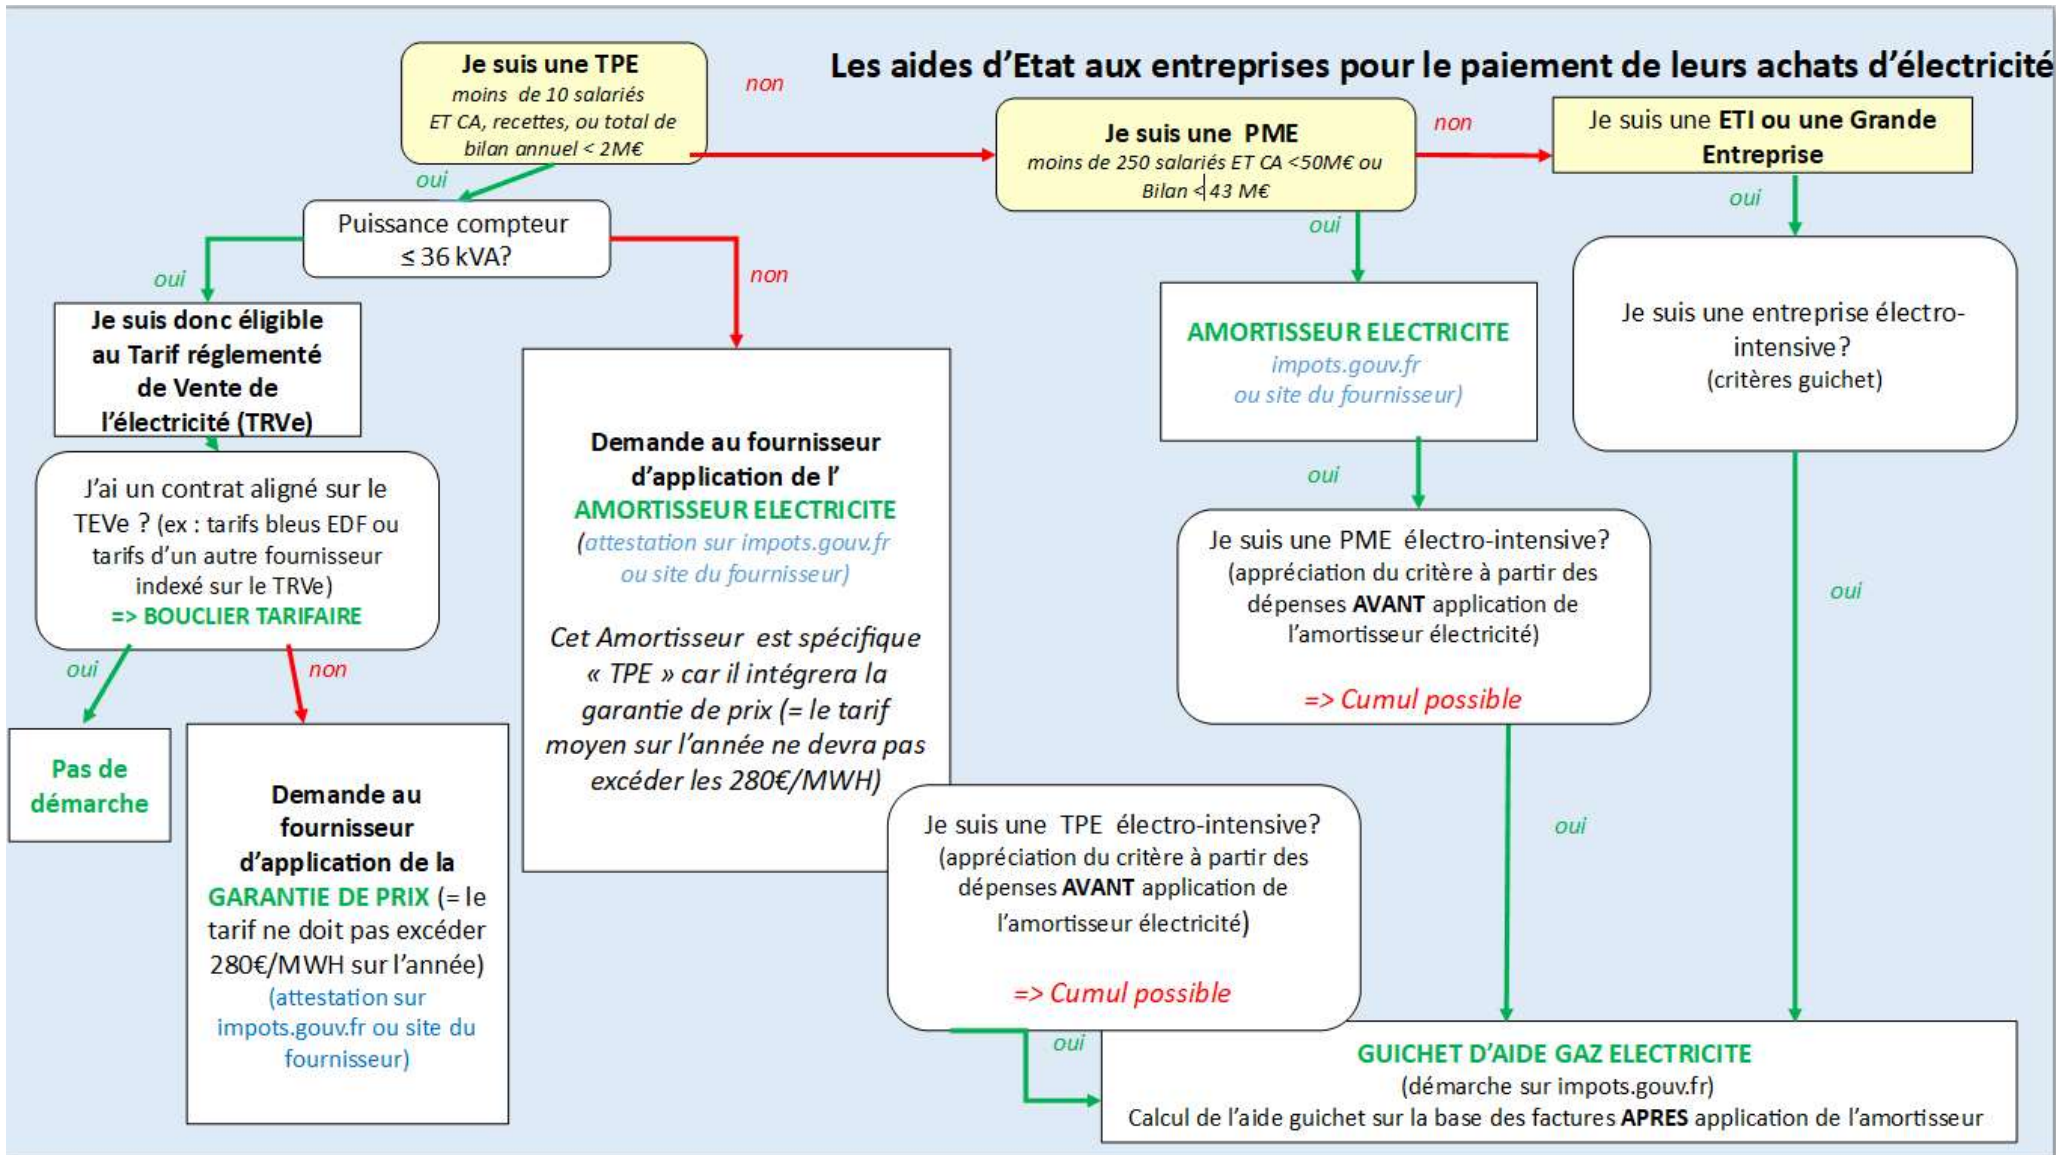 Les aides d’Etat aux entreprises pour le paiement de leurs achats d’électricité
Je suis une TPE
moins de 10 salariés
ET CA, recettes, ou total de
bilan annuel < 2M€
non
Je suis une PME
moins de 250 salariés ET CA <50M€ ou
Bilan < 43 M€
non
Je suis une ETI ou une Grande
Entreprise
oui
Puissance compteur
≤ 36 kVA?
oui
non
oui
oui
Je suis donc éligible
au Tarif réglementé
de Vente de
l’électricité (TRVe)
J’ai un contrat aligné sur le
TEVe ? (ex : tarifs bleus EDF ou
tarifs d’un autre fournisseur
indexé sur le TRVe)
=> BOUCLIER TARIFAIRE
oui
non
Pas de
démarche
Demande au
fournisseur
d’application de la
GARANTIE DE PRIX (= le
tarif ne doit pas excéder
280€/MWH sur l’année)
(attestation sur
impots.gouv.fr ou site du
fournisseur)
Demande au fournisseur
d’application de l’
AMORTISSEUR ELECTRICITE
(attestation sur impots.gouv.fr
ou site du fournisseur)
Cet Amortisseur est spécifique
« TPE » car il intégrera la
garantie de prix (= le tarif
moyen sur l’année ne devra pas
excéder les 280€/MWH)
Je suis une TPE électro-intensive?
(appréciation du critère à partir des
dépenses AVANT application de
l’amortisseur électricité)
=> Cumul possible
oui
AMORTISSEUR ELECTRICITE
impots.gouv.fr
ou site du fournisseur)
oui
Je suis une PME électro-intensive?
(appréciation du critère à partir des
dépenses AVANT application de
l’amortisseur électricité)
=> Cumul possible
oui
Je suis une entreprise électro-
intensive?
(critères guichet)
oui
GUICHET D’AIDE GAZ ELECTRICITE
(démarche sur impots.gouv.fr)
Calcul de l’aide guichet sur la base des factures APRES application de l’amortisseur